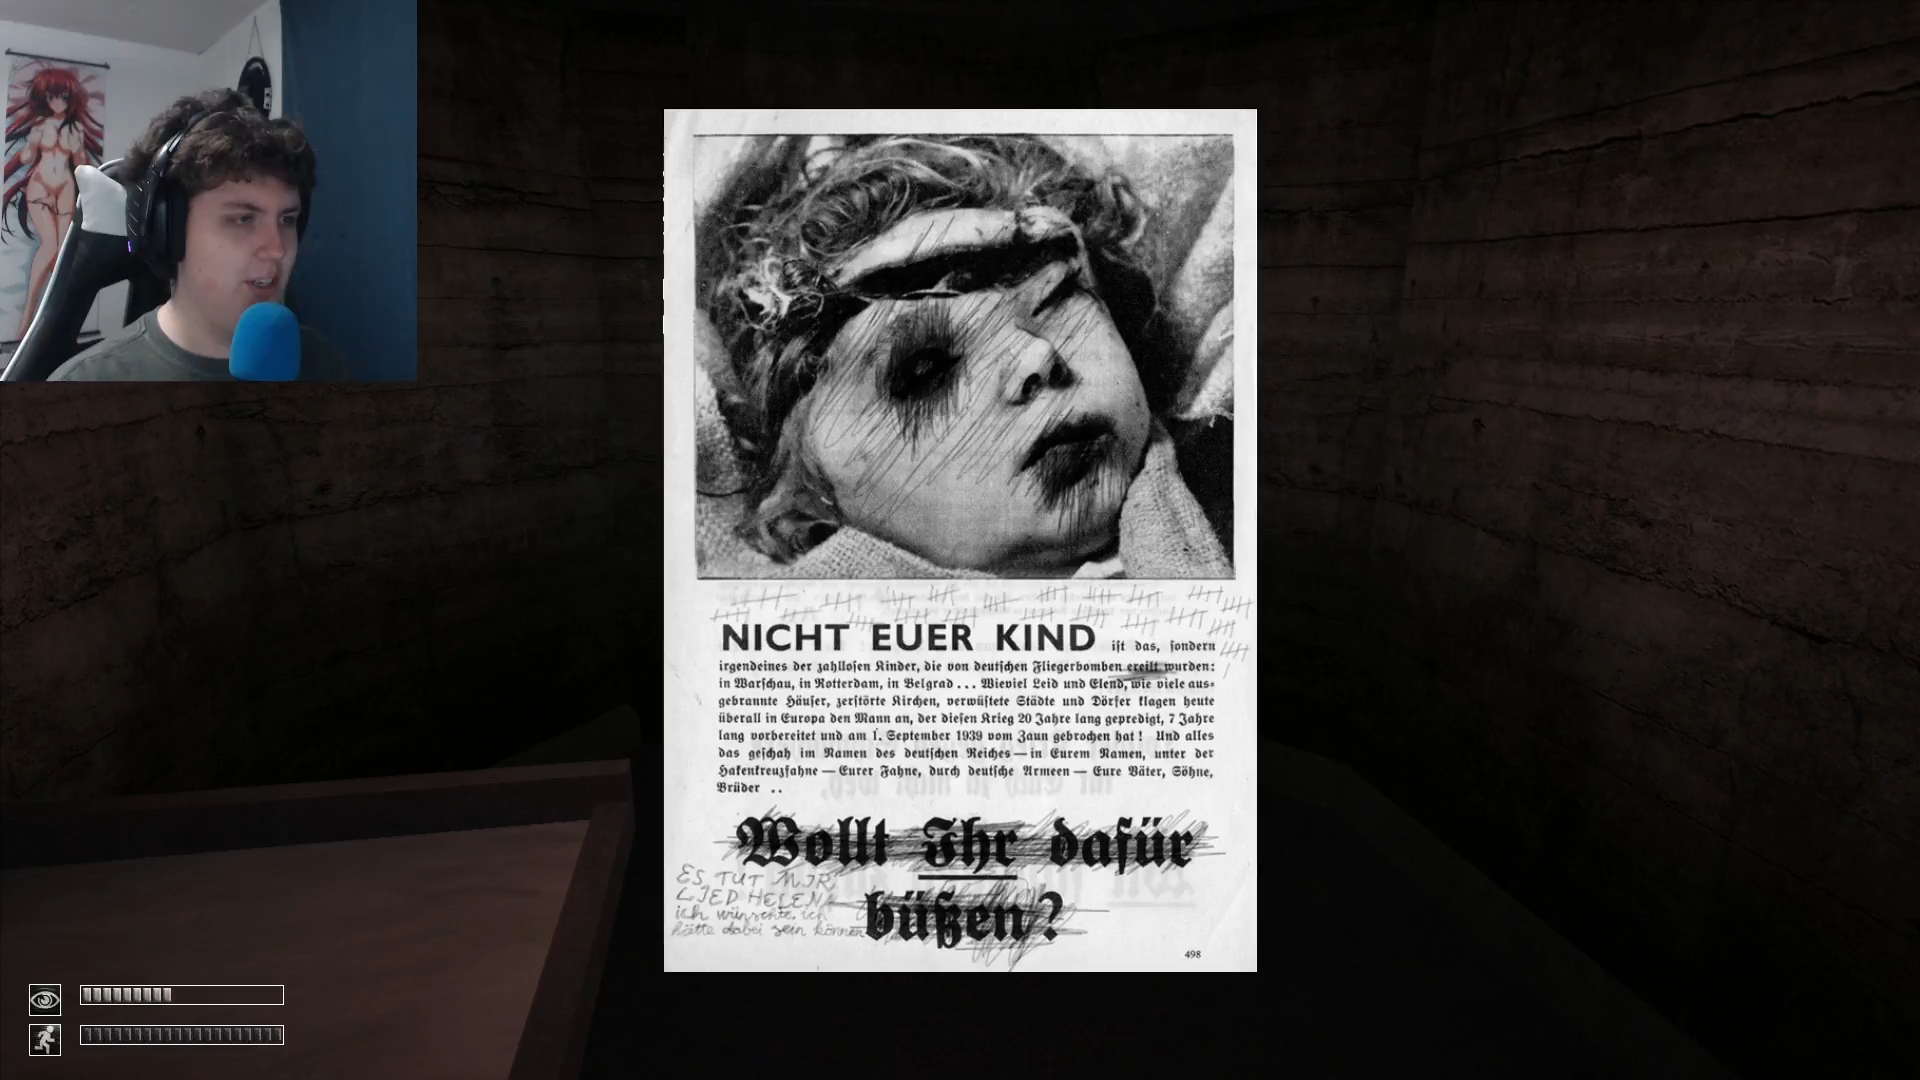 NICHT EUER KIND ist das, sondern
irgendeines der zahllosen Kinder, die von deutschen Fliegerbomben ereilt wurden:
in Warschau, in Rotterdam, in Belgrad ... Wieviel Leid und Elend, wie viele aus-
gebrannte Häuser, zerstörte Kirchen, verwüstete Städte und Dörfer klagen heute
überall in Europa den Mann an, der diesen Krieg 20 Jahre lang gepredigt, 7 Jahre
lang vorbereitet und am 1. September 1939 vom Zaun gebrochen hat! Und alles
das geschah im Namen des deutschen Reiches — in Eurem Namen, unter der
Hakenkreuzfahne — Eurer Fahne, durch deutsche Armeen — Eure Väter, Söhne,
Brüder ..
Wollt Ihr dafür
büßen?
ES TUT MIR
LIED HELENA
ich wünschte, ich
hätte dabei sein können
498